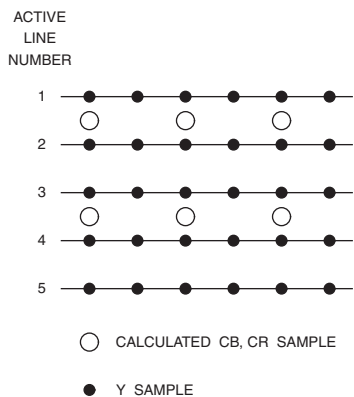 ACTIVE
LINE
NUMBER
1
2
3
4
5
CALCULATED CB, CR SAMPLE
Y SAMPLE